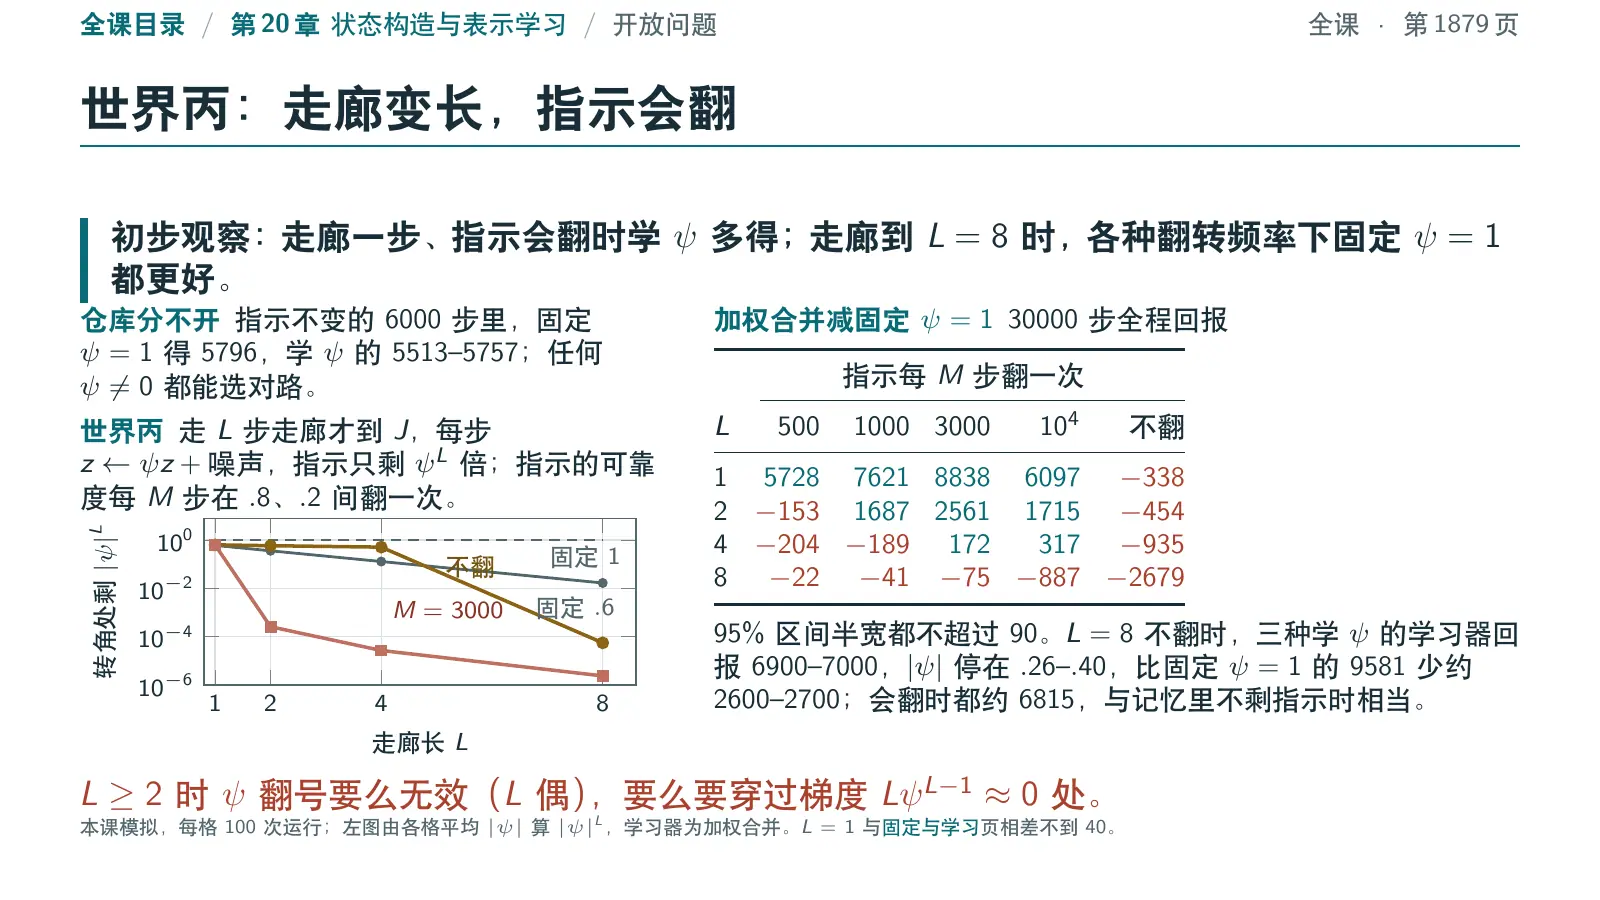 全课目录 / 第 20 章 状态构造与表示学习 / 开放问题
全课 · 第 1879 页
世界丙：走廊变长，指示会翻
初步观察：走廊一步、指示会翻时学 ψ 多得；走廊到 L = 8 时，各种翻转频率下固定 ψ = 1
都更好。
仓库分不开 指示不变的 6000 步里，固定
ψ = 1 得 5796，学 ψ 的 5513–5757；任何
ψ ≠ 0 都能选对路。
世界丙 走 L 步走廊才到 J，每步
z ← ψz + 噪声，指示只剩 ψ^L 倍；指示的可靠
度每 M 步在 .8、.2 间翻一次。
转角处剩 |ψ|^L
10^0
10^−2
10^−4
10^−6
不翻
固定 1
M = 3000
固定 .6
1 2 4 8
走廊长 L
加权合并减固定 ψ = 1 30000 步全程回报
指示每 M 步翻一次
L 500 1000 3000 10^4 不翻
1 5728 7621 8838 6097 −338
2 −153 1687 2561 1715 −454
4 −204 −189 172 317 −935
8 −22 −41 −75 −887 −2679
95% 区间半宽都不超过 90。L = 8 不翻时，三种学 ψ 的学习器回
报 6900–7000，|ψ| 停在 .26–.40，比固定 ψ = 1 的 9581 少约
2600–2700；会翻时都约 6815，与记忆里不剩指示时相当。
L ≥ 2 时 ψ 翻号要么无效（L 偶），要么要穿过梯度 Lψ^{L−1} ≈ 0 处。
本课模拟，每格 100 次运行；左图由各格平均 |ψ| 算 |ψ|^L，学习器为加权合并。L = 1 与固定与学习页相差不到 40。